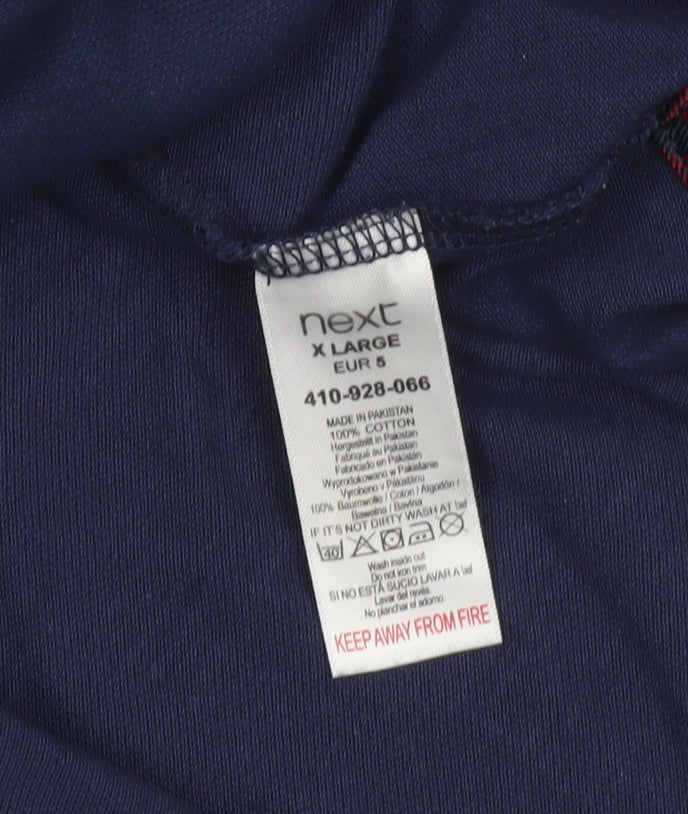 next
X LARGE
EUR 5
410-928-066
MADE IN PAKISTAN
100% COTTON
Hergestellt in Pakistan
Fabriqué au Pakistan
Fabricado en Pakistán
Wyprodukowano w Pakistanie
Vyrobeno v Pákistánu
100% Baumwolle / Coton / Algodón /
Bawełna / Bavlna
IF IT'S NOT DIRTY WASH AT
40
Wash inside out
Do not iron trim
SI NO ESTÁ SUCIO LAVAR A
Lavar del revés
No planchar el adorno.
KEEP AWAY FROM FIRE